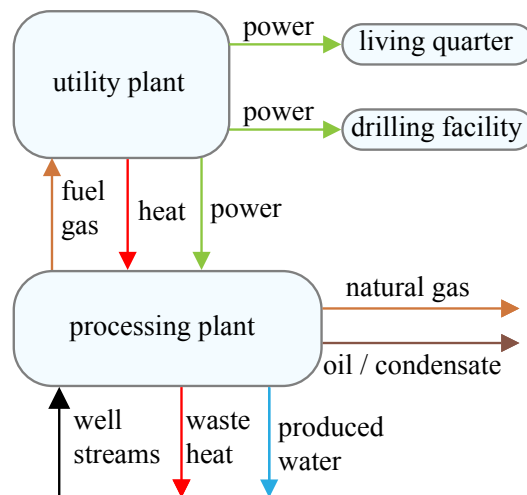 power
living quarter
utility plant
power
drilling facility
fuel
gas
heat
power
natural gas
processing plant
oil / condensate
well
streams
waste
heat
produced
water